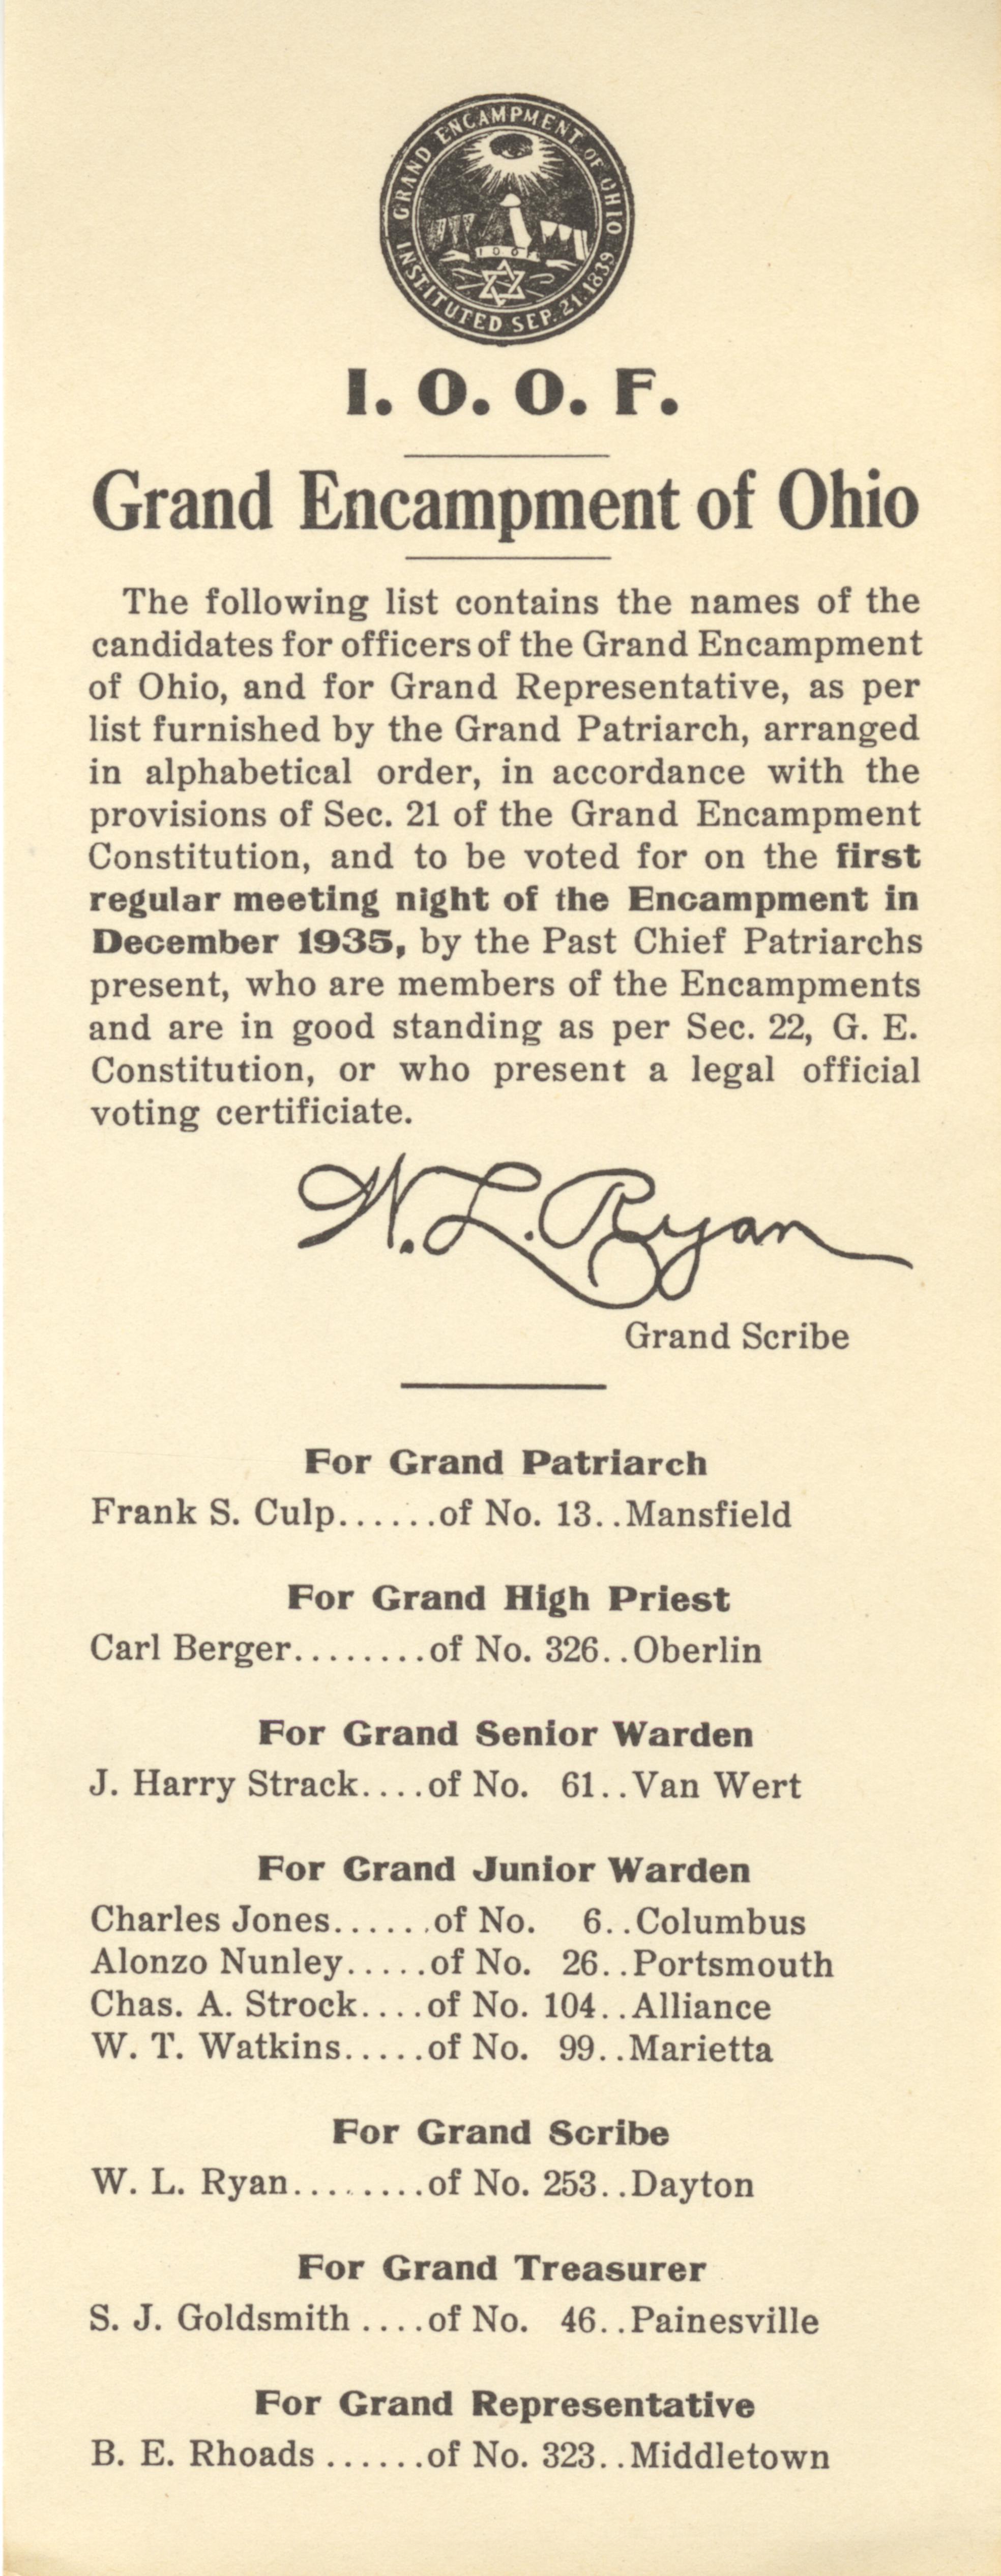 GRAND ENCAMPMENT OF OHIO
INSTITUTED SEP. 21. 1839
I O O F
I. O. O. F.
Grand Encampment of Ohio
The following list contains the names of the
candidates for officers of the Grand Encampment
of Ohio, and for Grand Representative, as per
list furnished by the Grand Patriarch, arranged
in alphabetical order, in accordance with the
provisions of Sec. 21 of the Grand Encampment
Constitution, and to be voted for on the first
regular meeting night of the Encampment in
December 1935, by the Past Chief Patriarchs
present, who are members of the Encampments
and are in good standing as per Sec. 22, G. E.
Constitution, or who present a legal official
voting certificiate.
W. L. Ryan
Grand Scribe
For Grand Patriarch
Frank S. Culp......of No. 13..Mansfield
For Grand High Priest
Carl Berger........of No. 326..Oberlin
For Grand Senior Warden
J. Harry Strack....of No. 61..Van Wert
For Grand Junior Warden
Charles Jones......of No. 6..Columbus
Alonzo Nunley.....of No. 26..Portsmouth
Chas. A. Strock....of No. 104..Alliance
W. T. Watkins.....of No. 99..Marietta
For Grand Scribe
W. L. Ryan........of No. 253..Dayton
For Grand Treasurer
S. J. Goldsmith ....of No. 46..Painesville
For Grand Representative
B. E. Rhoads ......of No. 323..Middletown